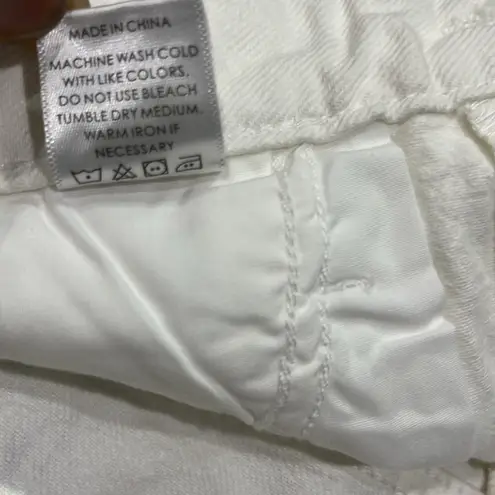 MADE IN CHINA
MACHINE WASH COLD
WITH LIKE COLORS.
DO NOT USE BLEACH
TUMBLE DRY MEDIUM.
WARM IRON IF
NECESSARY